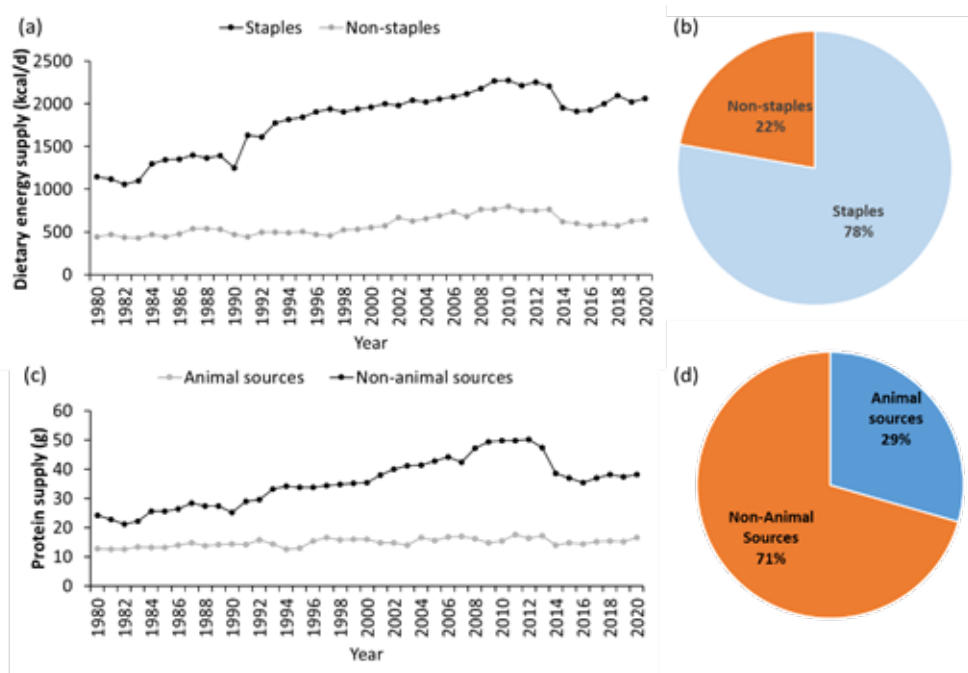 (a)
Staples Non-staples
Dietary energy supply (kcal/d)
2500
2000
1500
1000
500
0
1980 1982 1984 1986 1988 1990 1992 1994 1996 1998 2000 2002 2004 2006 2008 2010 2012 2014 2016 2018 2020
Year
(b)
Non-staples
22%
Staples
78%
(c)
Animal sources Non-animal sources
Protein supply (g)
60
50
40
30
20
10
0
1980 1982 1984 1986 1988 1990 1992 1994 1996 1998 2000 2002 2004 2006 2008 2010 2012 2014 2016 2018 2020
Year
(d)
Animal
sources
29%
Non-Animal
Sources
71%